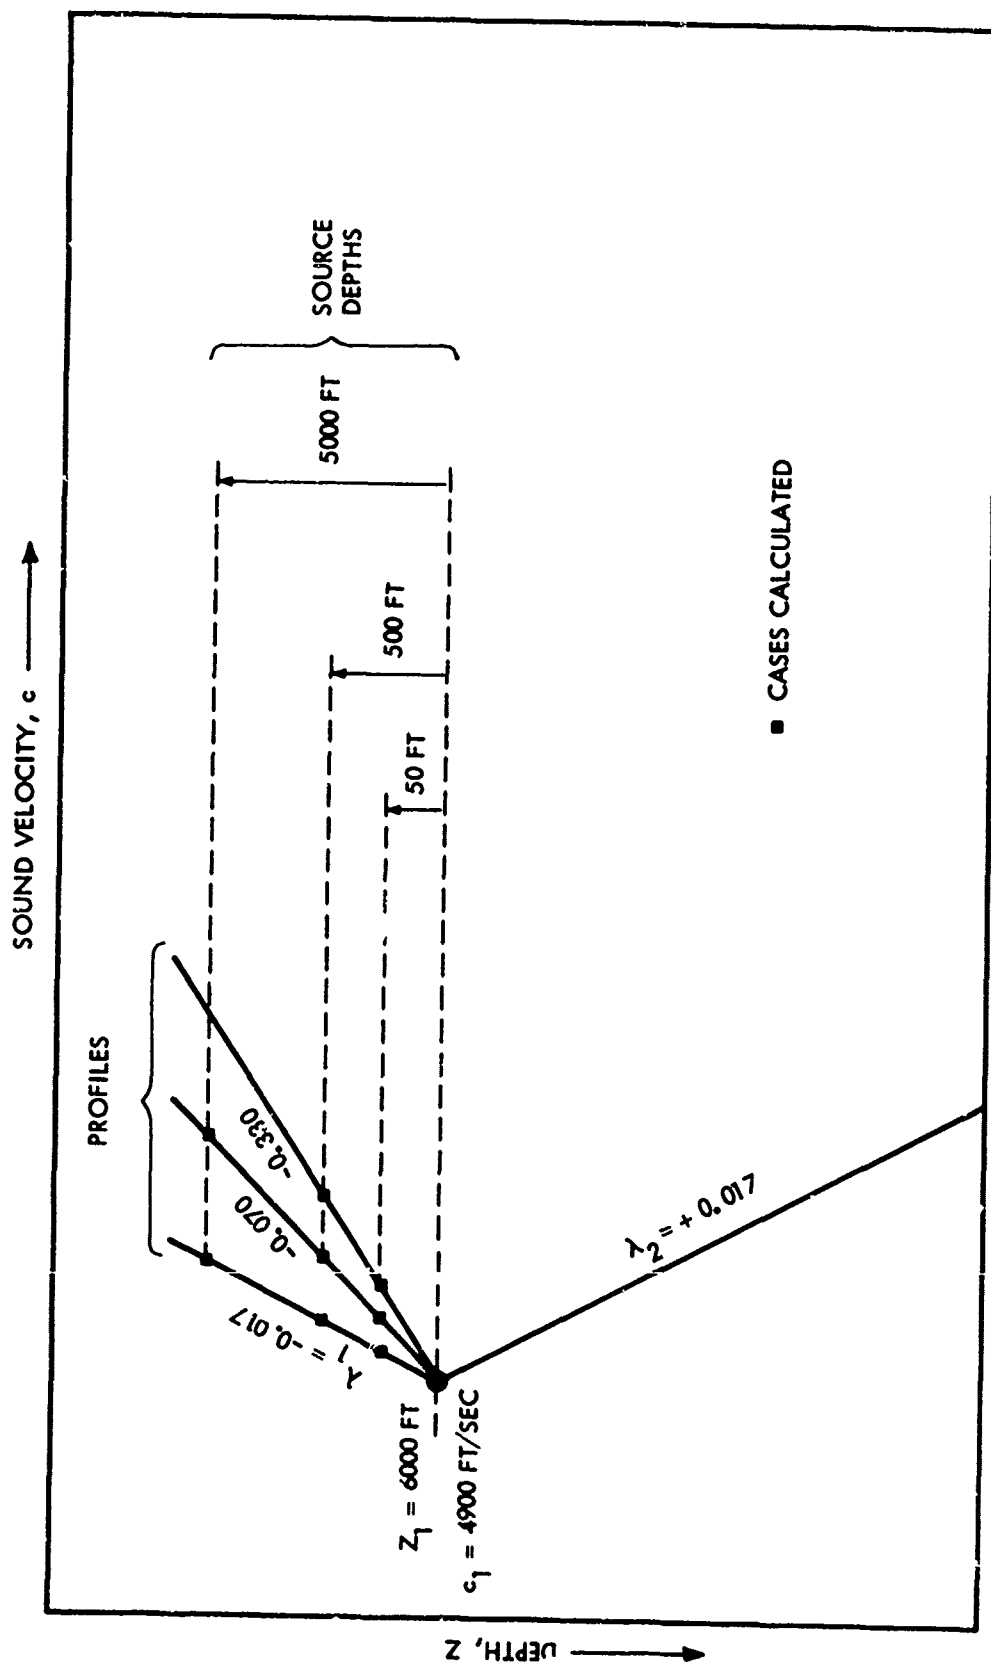 SOUND VELOCITY, c
DEPTH, Z
PROFILES
λ₁ = -0.017
-0.070
-0.330
SOURCE
DEPTHS
5000 FT
500 FT
50 FT
Z₁ = 6000 FT
c₁ = 4900 FT/SEC
λ₂ = + 0.017
■ CASES CALCULATED